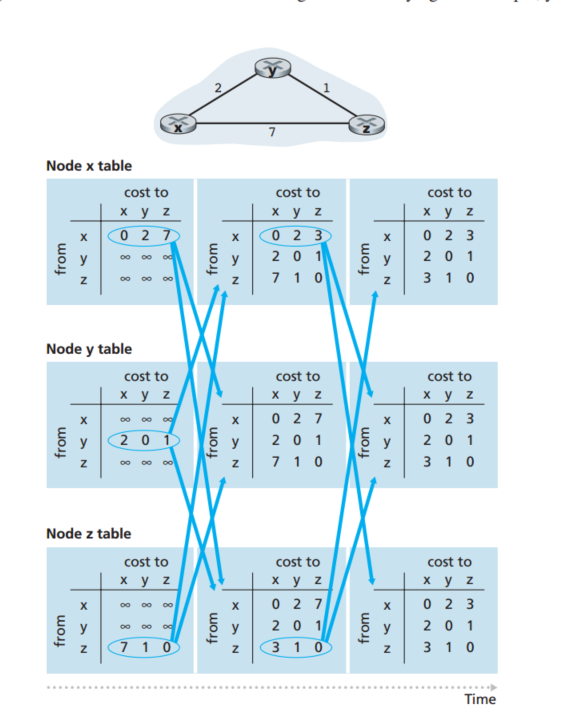 y
2 1
x z
7
Node x table
cost to cost to cost to
x y z x y z x y z
x 0 2 7 x 0 2 3 x 0 2 3
from y ∞ ∞ ∞ from y 2 0 1 from y 2 0 1
z ∞ ∞ ∞ z 7 1 0 z 3 1 0
Node y table
cost to cost to cost to
x y z x y z x y z
x ∞ ∞ ∞ x 0 2 7 x 0 2 3
from y 2 0 1 from y 2 0 1 from y 2 0 1
z ∞ ∞ ∞ z 7 1 0 z 3 1 0
Node z table
cost to cost to cost to
x y z x y z x y z
x ∞ ∞ ∞ x 0 2 7 x 0 2 3
from y ∞ ∞ ∞ from y 2 0 1 from y 2 0 1
z 7 1 0 z 3 1 0 z 3 1 0
Time